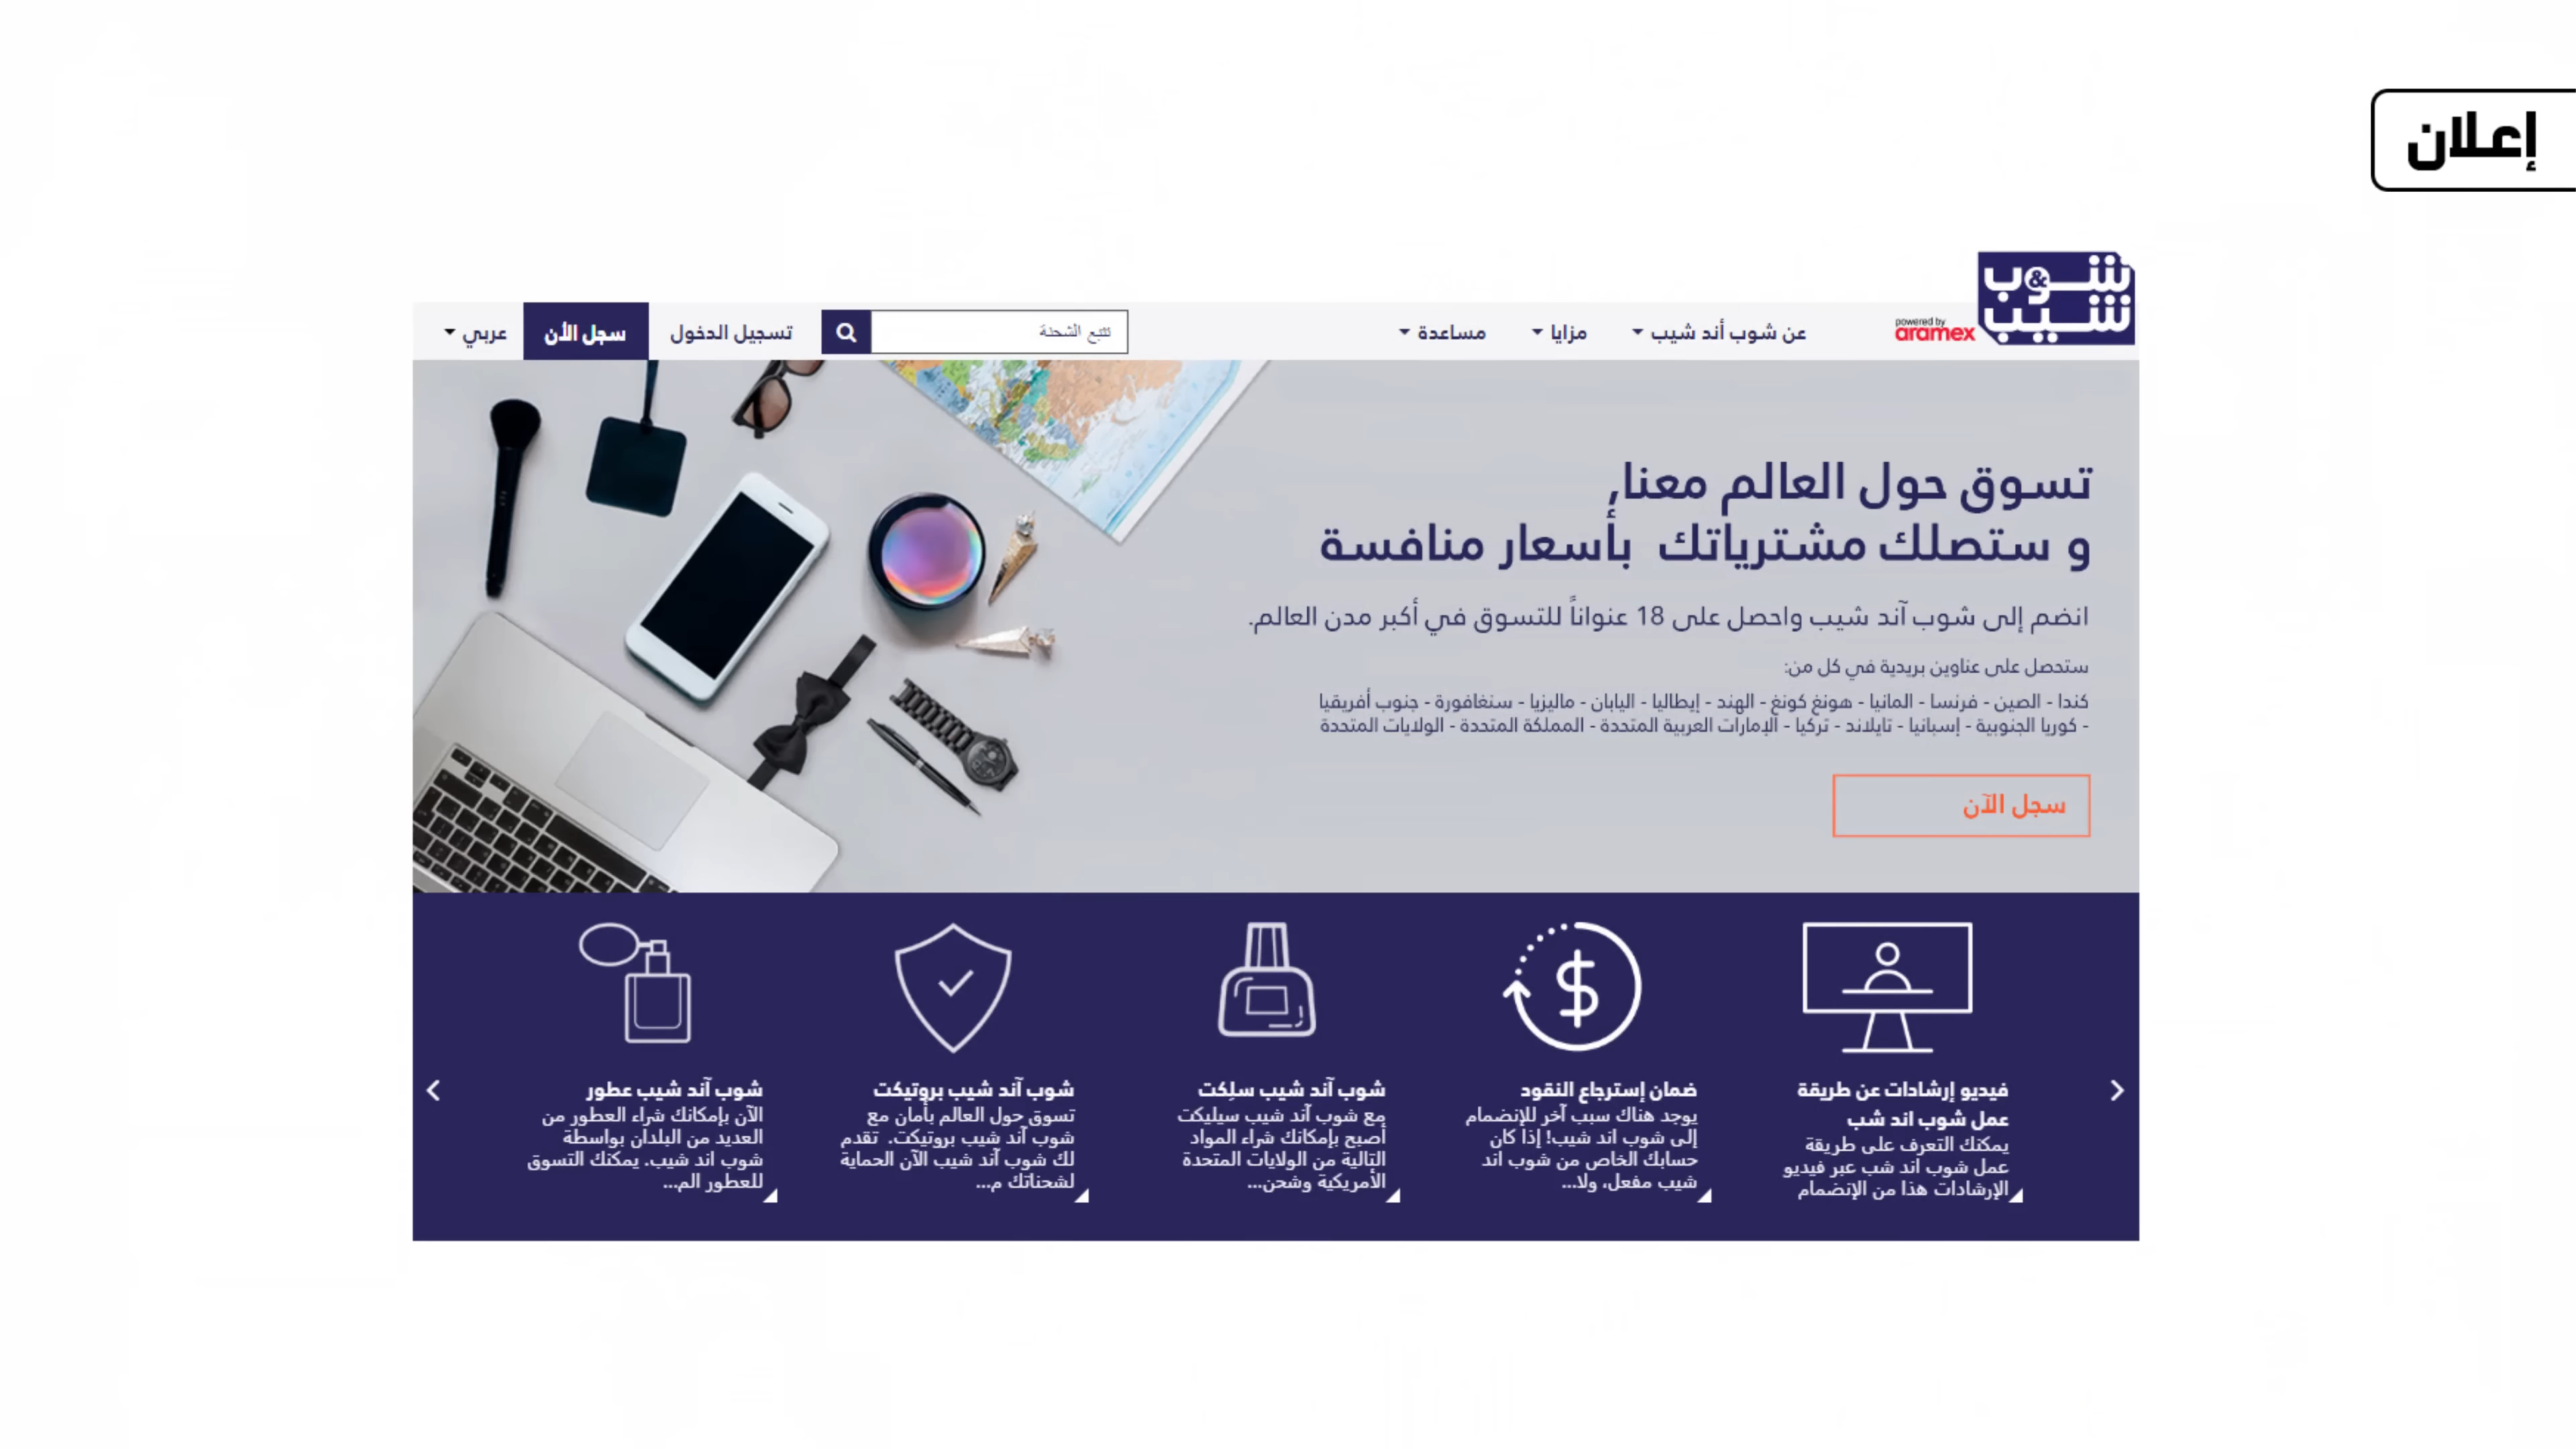 إعلان
شوب &
شيب
powered by
aramex
عن شوب أند شيب
مزايا
مساعدة
تتبع الشحنة
تسجيل الدخول
سجل الأن
عربي
تسوق حول العالم معنا,
و ستصلك مشترياتك بأسعار منافسة
انضم إلى شوب آند شيب واحصل على 18 عنواناً للتسوق في أكبر مدن العالم.
ستحصل على عناوين بريدية في كل من:
كندا - الصين - فرنسا - المانيا - هونغ كونغ - الهند - إيطاليا - اليابان - ماليزيا - سنغافورة - جنوب أفريقيا
- كوريا الجنوبية - إسبانيا - تايلاند - تركيا - الإمارات العربية المتحدة - المملكة المتحدة - الولايات المتحدة
سجل الآن
فيديو إرشادات عن طريقة
عمل شوب اند شب
يمكنك التعرف على طريقة
عمل شوب اند شب عبر فيديو
الإرشادات هذا من الإنضمام
ضمان إسترجاع النقود
يوجد هناك سبب آخر للإنضمام
إلى شوب اند شيب! إذا كان
حسابك الخاص من شوب اند
شيب مفعل، ولا...
شوب آند شيب سلِكت
مع شوب آند شيب سيليكت
أصبح بإمكانك شراء المواد
التالية من الولايات المتحدة
الأمريكية وشحن...
شوب آند شيب بروتيكت
تسوق حول العالم بأمان مع
شوب آند شيب بروتيكت. تقدم
لك شوب آند شيب الآن الحماية
لشحناتك م...
شوب آند شيب عطور
الآن بإمكانك شراء العطور من
العديد من البلدان بواسطة
شوب اند شيب. يمكنك التسوق
للعطور الم...